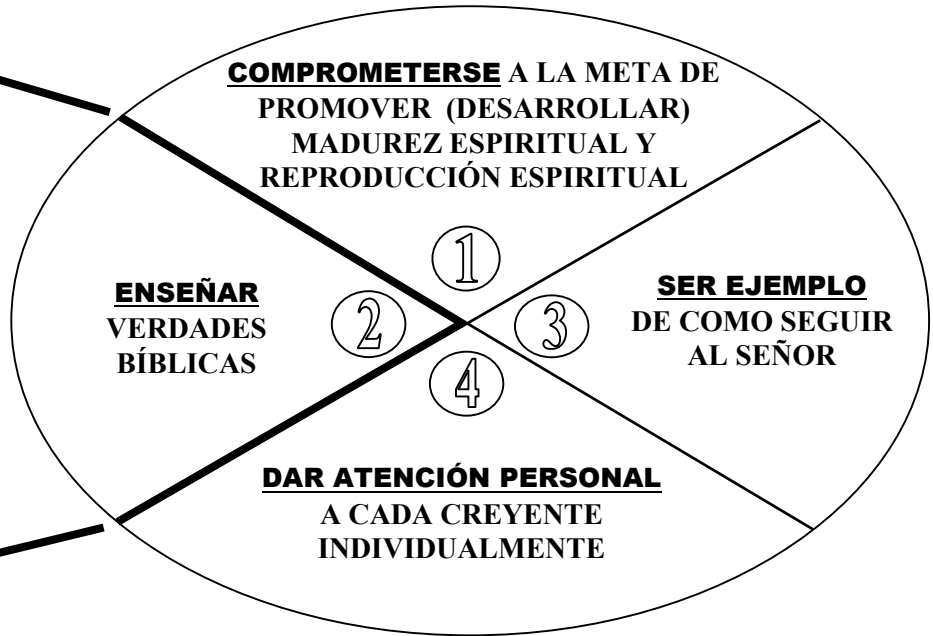 COMPROMETERSE A LA META DE
PROMOVER (DESARROLLAR)
MADUREZ ESPIRITUAL Y
REPRODUCCIÓN ESPIRITUAL
1
ENSEÑAR
VERDADES
BÍBLICAS
2
3
SER EJEMPLO
DE COMO SEGUIR
AL SEÑOR
4
DAR ATENCIÓN PERSONAL
A CADA CREYENTE
INDIVIDUALMENTE